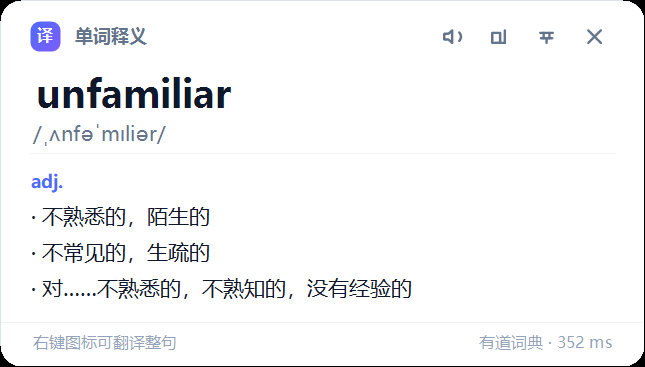 译 单词释义
unfamiliar
/ˌʌnfəˈmɪliər/
adj.
· 不熟悉的，陌生的
· 不常见的，生疏的
· 对……不熟悉的，不熟知的，没有经验的
右键图标可翻译整句 有道词典 · 352 ms